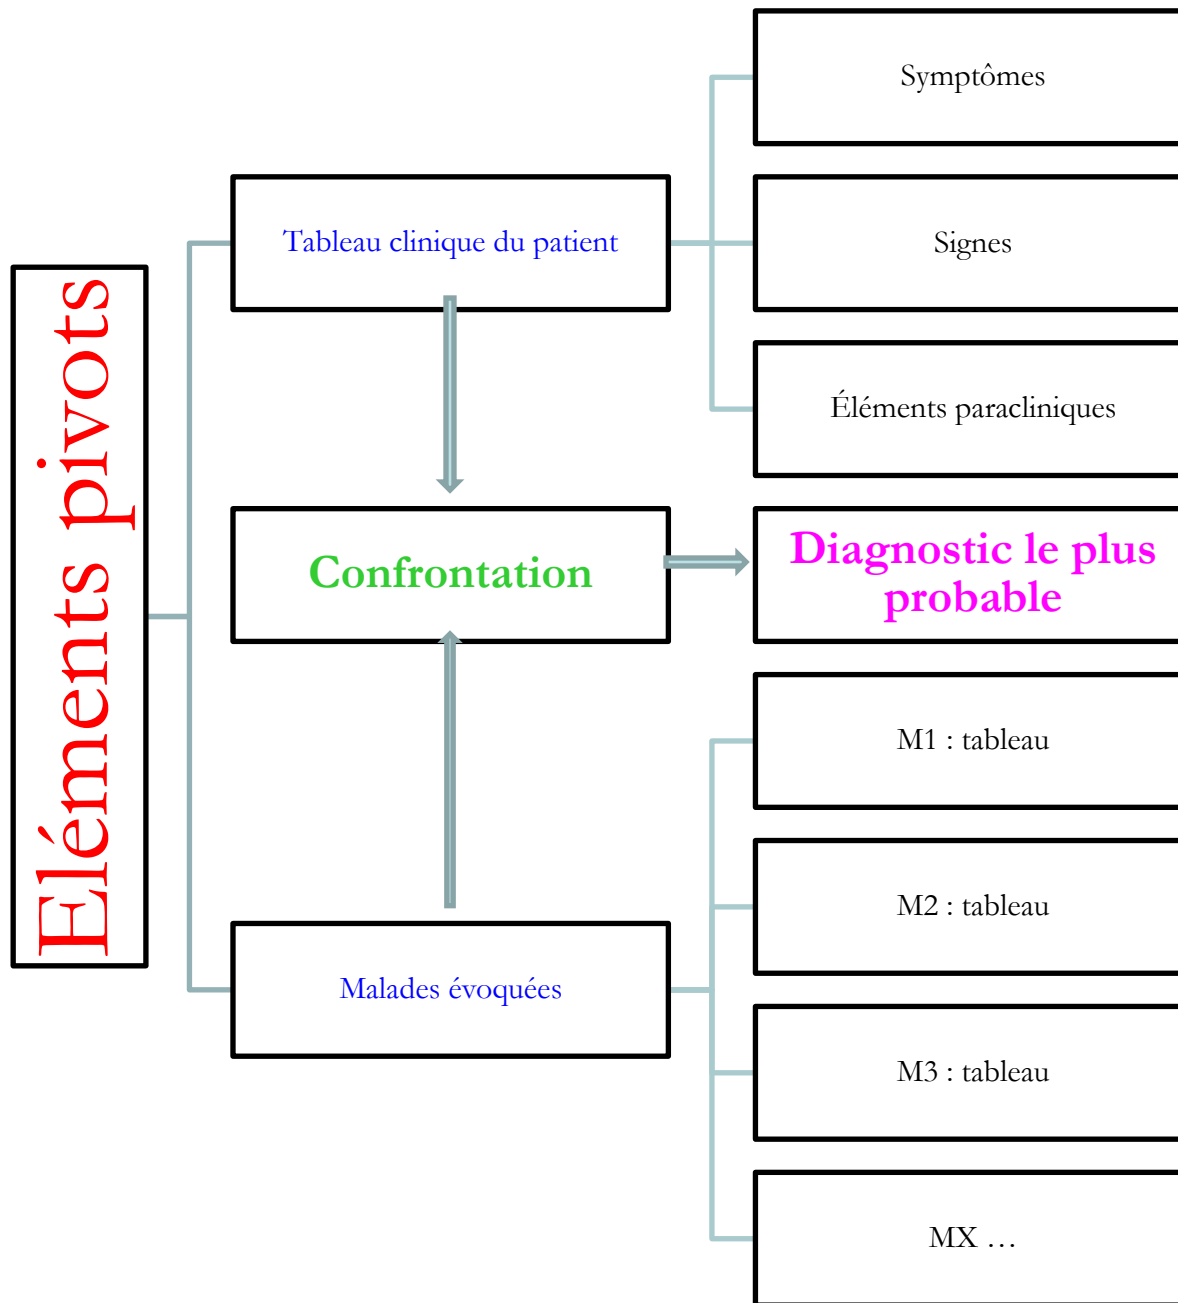 Eléments pivots
Tableau clinique du patient
Symptômes
Signes
Éléments paracliniques
Confrontation
Diagnostic le plus
probable
Malades évoquées
M1 : tableau
M2 : tableau
M3 : tableau
MX …